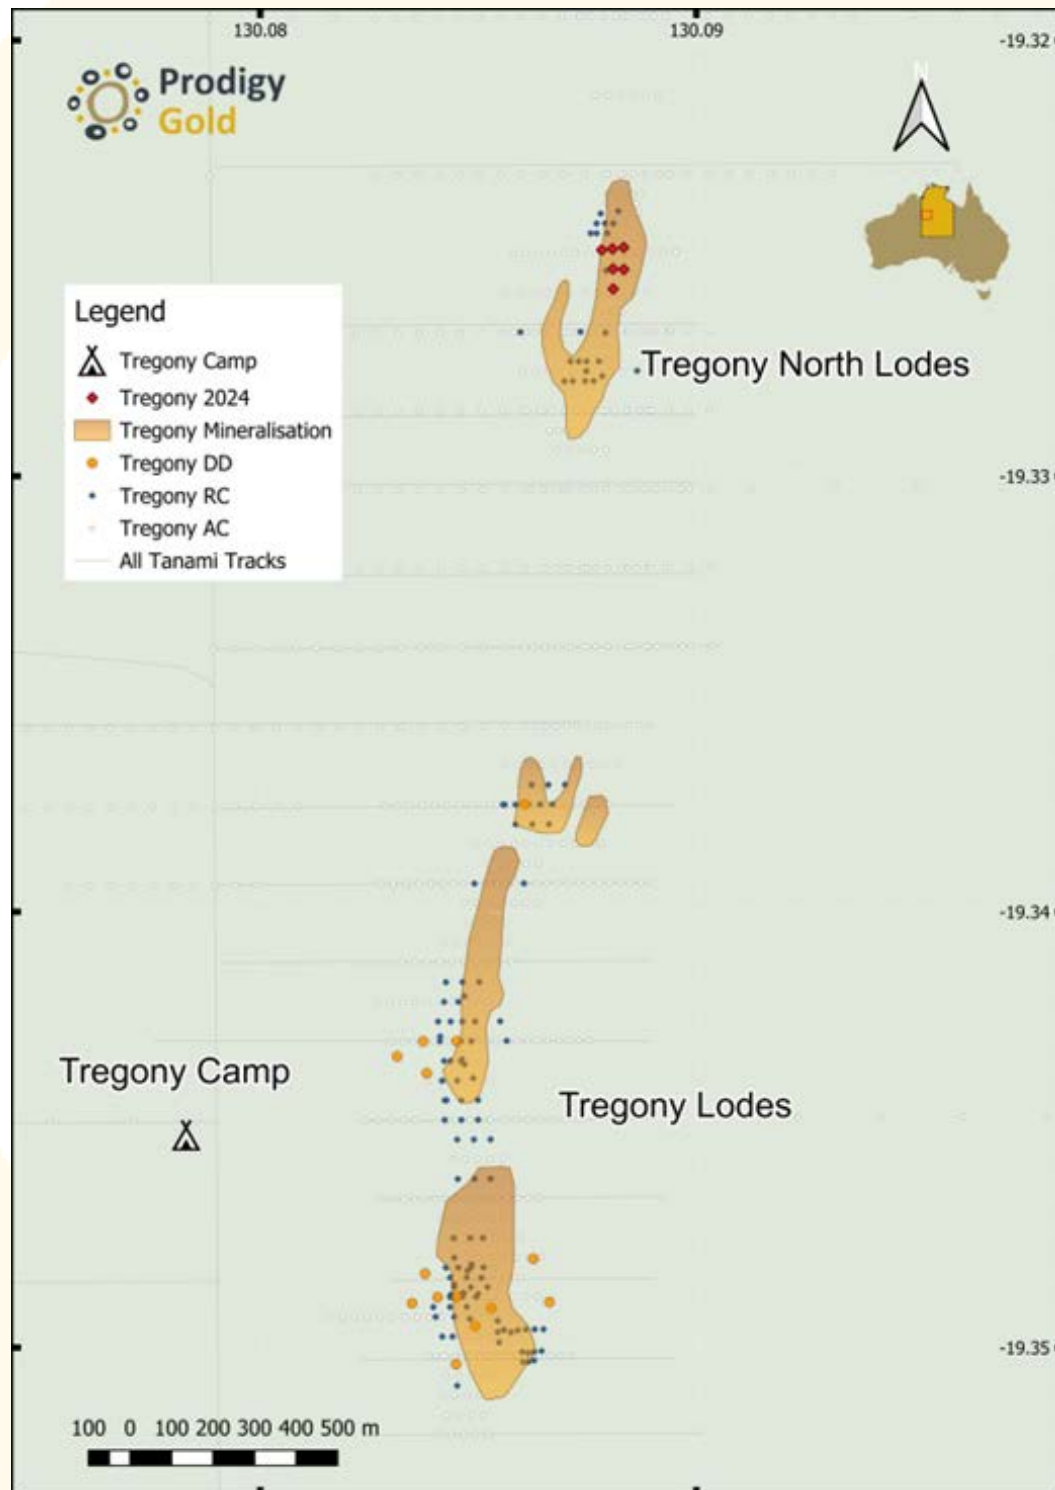 130.08
130.09
-19.32
Prodigy
Gold
N
Legend
Tregony Camp
Tregony 2024
Tregony Mineralisation
Tregony DD
Tregony RC
Tregony AC
All Tanami Tracks
Tregony North Lodes
-19.33
-19.34
Tregony Camp
Tregony Lodes
-19.35
100 0 100 200 300 400 500 m